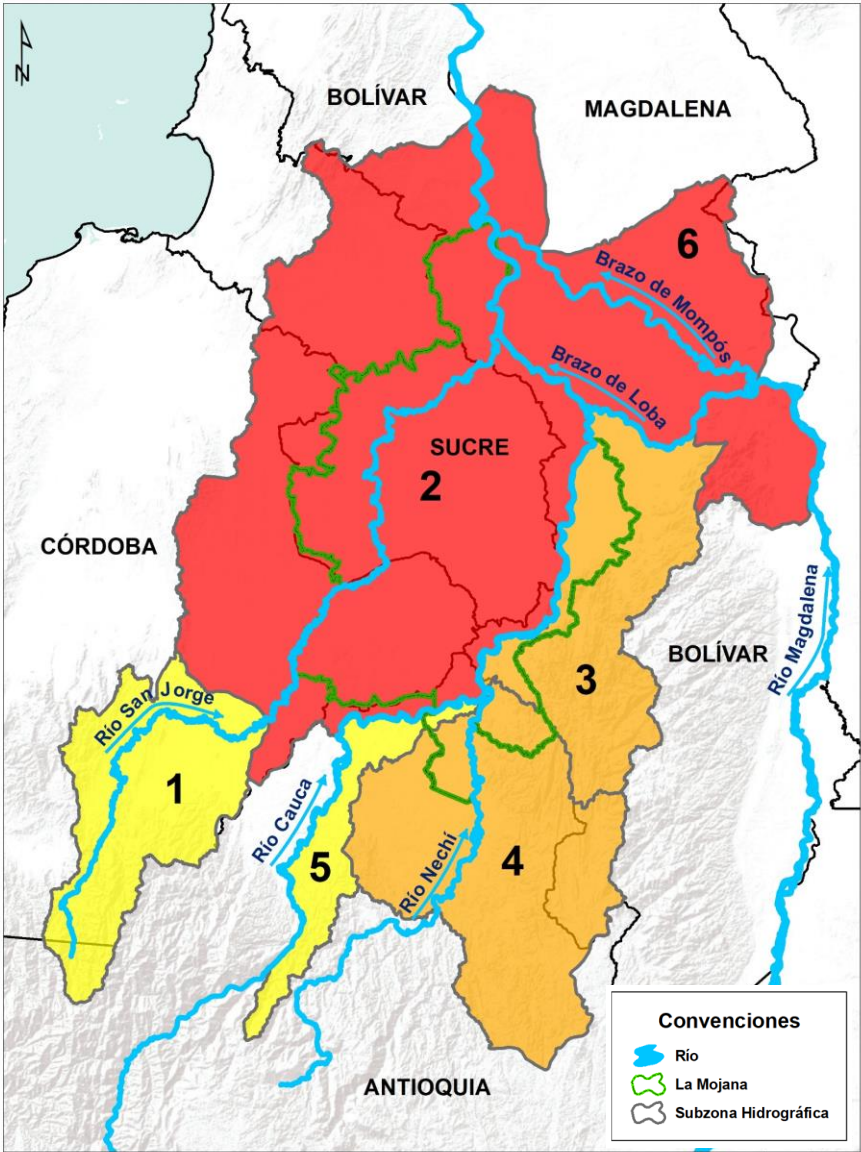 N
BOLÍVAR
MAGDALENA
6
Brazo de Mompós
Brazo de Loba
SUCRE
2
CÓRDOBA
Río Magdalena
BOLÍVAR
3
Río San Jorge
1
Río Cauca
5
Río Nechí
4
ANTIOQUIA
Convenciones
Río
La Mojana
Subzona Hidrográfica